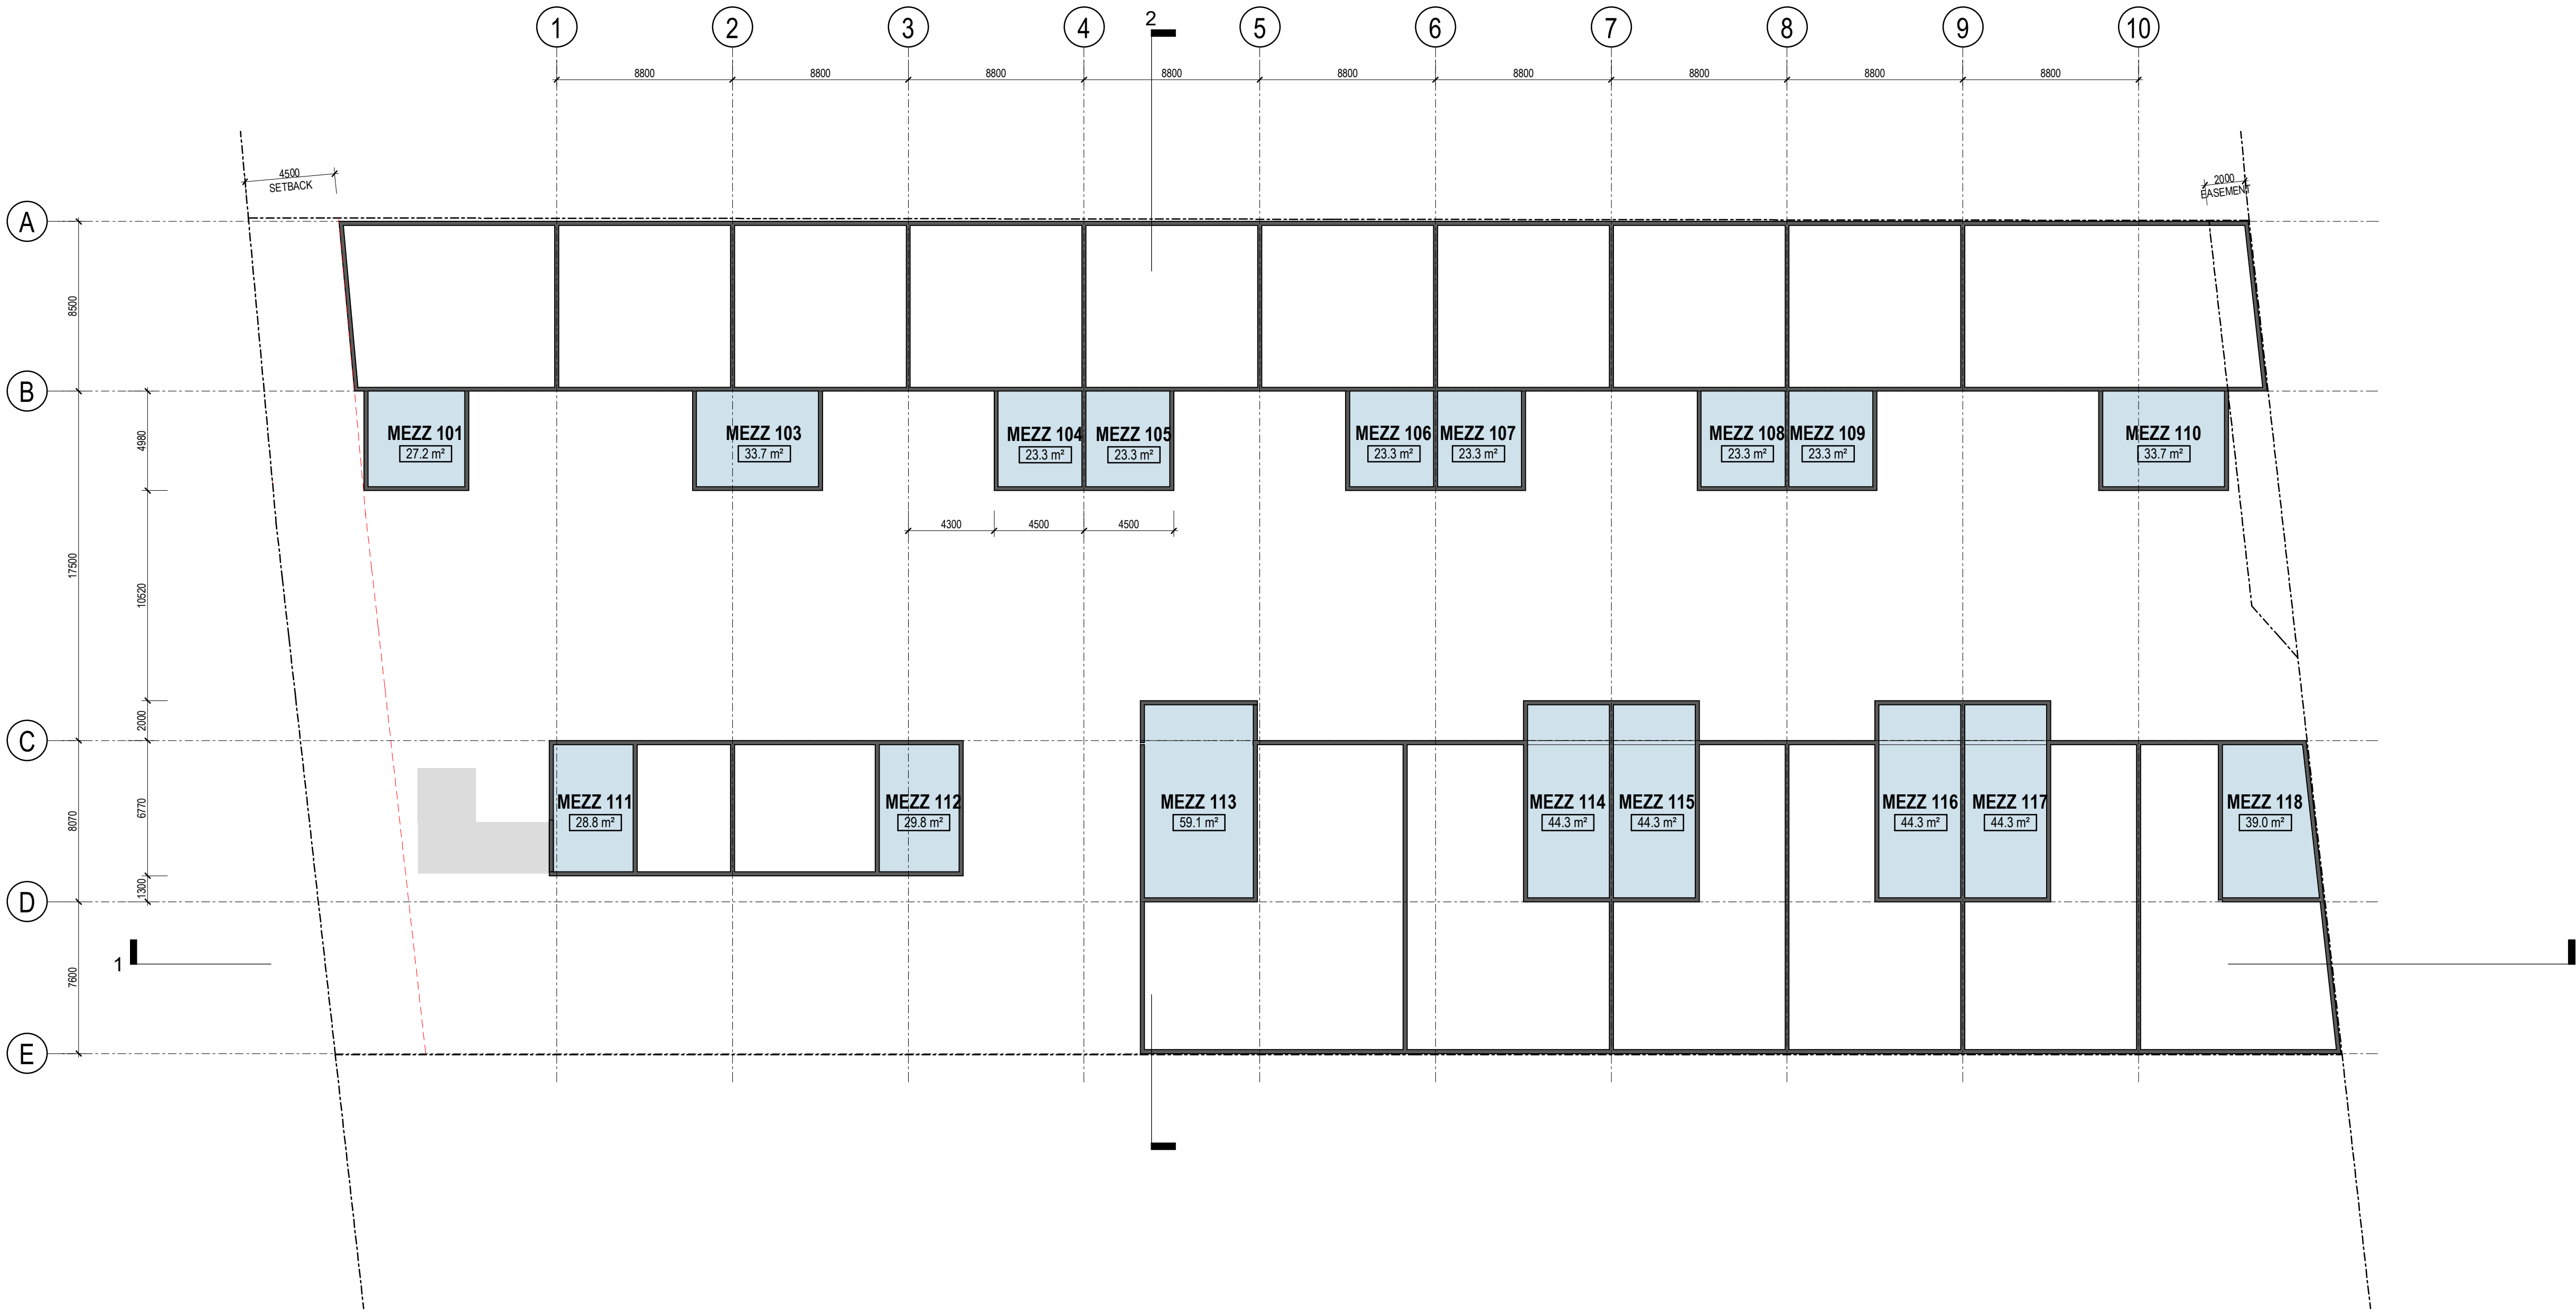 1 2 3 4 5 6 7 8 9 10
2
8800 8800 8800 8800 8800 8800 8800 8800 8800
4500
SETBACK
2000
EASEMENT
A
8500
B
MEZZ 101 MEZZ 103 MEZZ 104 MEZZ 105 MEZZ 106 MEZZ 107 MEZZ 108 MEZZ 109 MEZZ 110
27.2 m² 33.7 m² 23.3 m² 23.3 m² 23.3 m² 23.3 m² 23.3 m² 23.3 m² 33.7 m²
4980
4300 4500 4500
17500
10520
2000
C
MEZZ 111 MEZZ 112 MEZZ 113 MEZZ 114 MEZZ 115 MEZZ 116 MEZZ 117 MEZZ 118
28.8 m² 29.8 m² 59.1 m² 44.3 m² 44.3 m² 44.3 m² 44.3 m² 39.0 m²
8070
6770
1300
D
1
7600
E